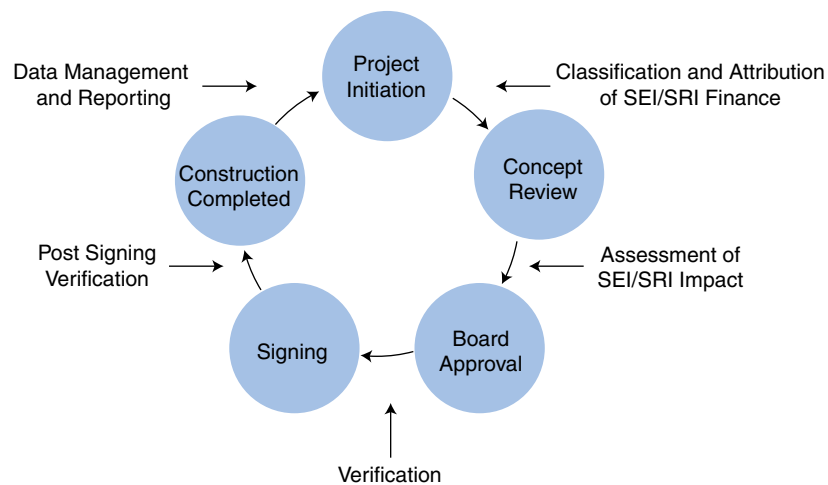 Project
Initiation
Data Management
and Reporting
Classification and Attribution
of SEI/SRI Finance
Construction
Completed
Concept
Review
Post Signing
Verification
Assessment of
SEI/SRI Impact
Signing
Board
Approval
Verification